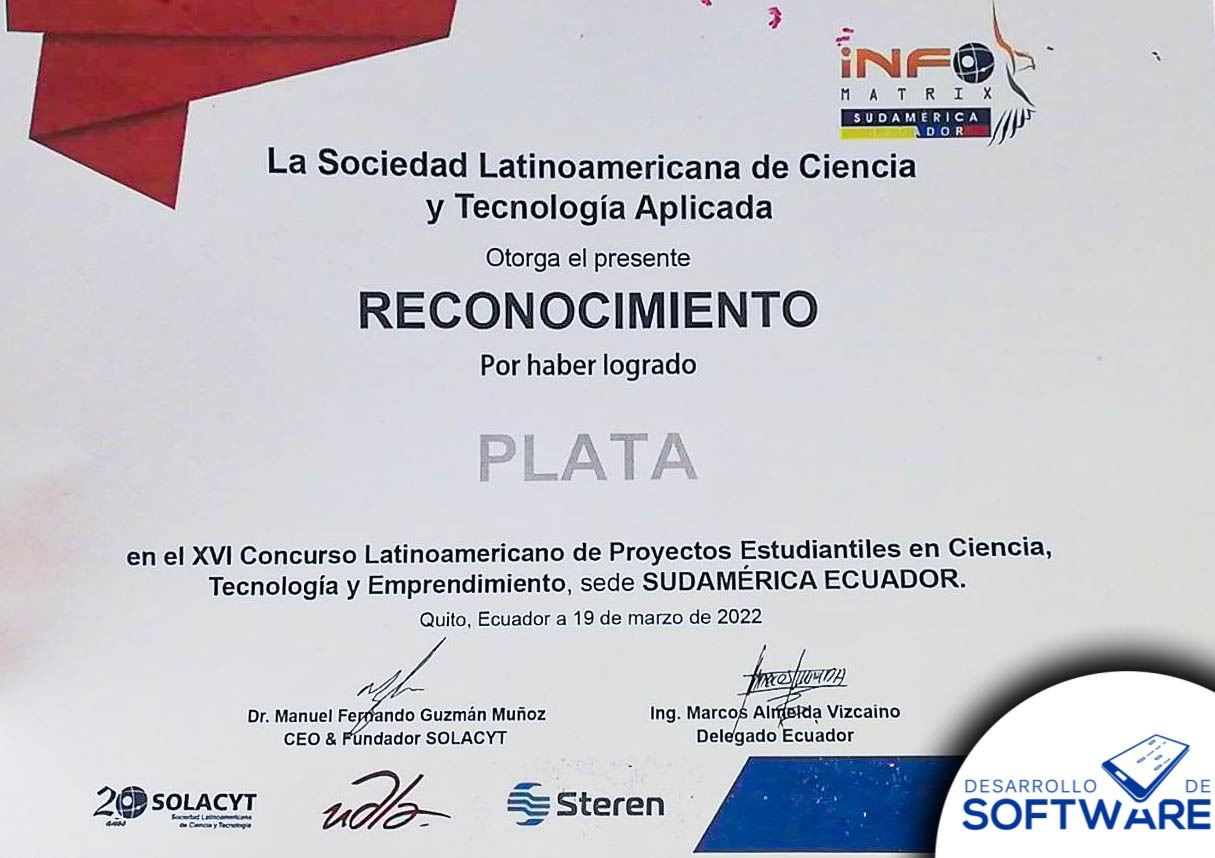 iNFO
MATRIX
SUDAMÉRICA
ADOR
La Sociedad Latinoamericana de Ciencia
y Tecnología Aplicada
Otorga el presente
RECONOCIMIENTO
Por haber logrado
PLATA
en el XVI Concurso Latinoamericano de Proyectos Estudiantiles en Ciencia,
Tecnología y Emprendimiento, sede SUDAMÉRICA ECUADOR.
Quito, Ecuador a 19 de marzo de 2022
Dr. Manuel Fernando Guzmán Muñoz
CEO & Fundador SOLACYT
Ing. Marcos Almeida Vizcaino
Delegado Ecuador
20 años
SOLACYT
Sociedad Latinoamericana
de Ciencia y Tecnología
udla-
Steren
DESARROLLO DE
SOFTWARE